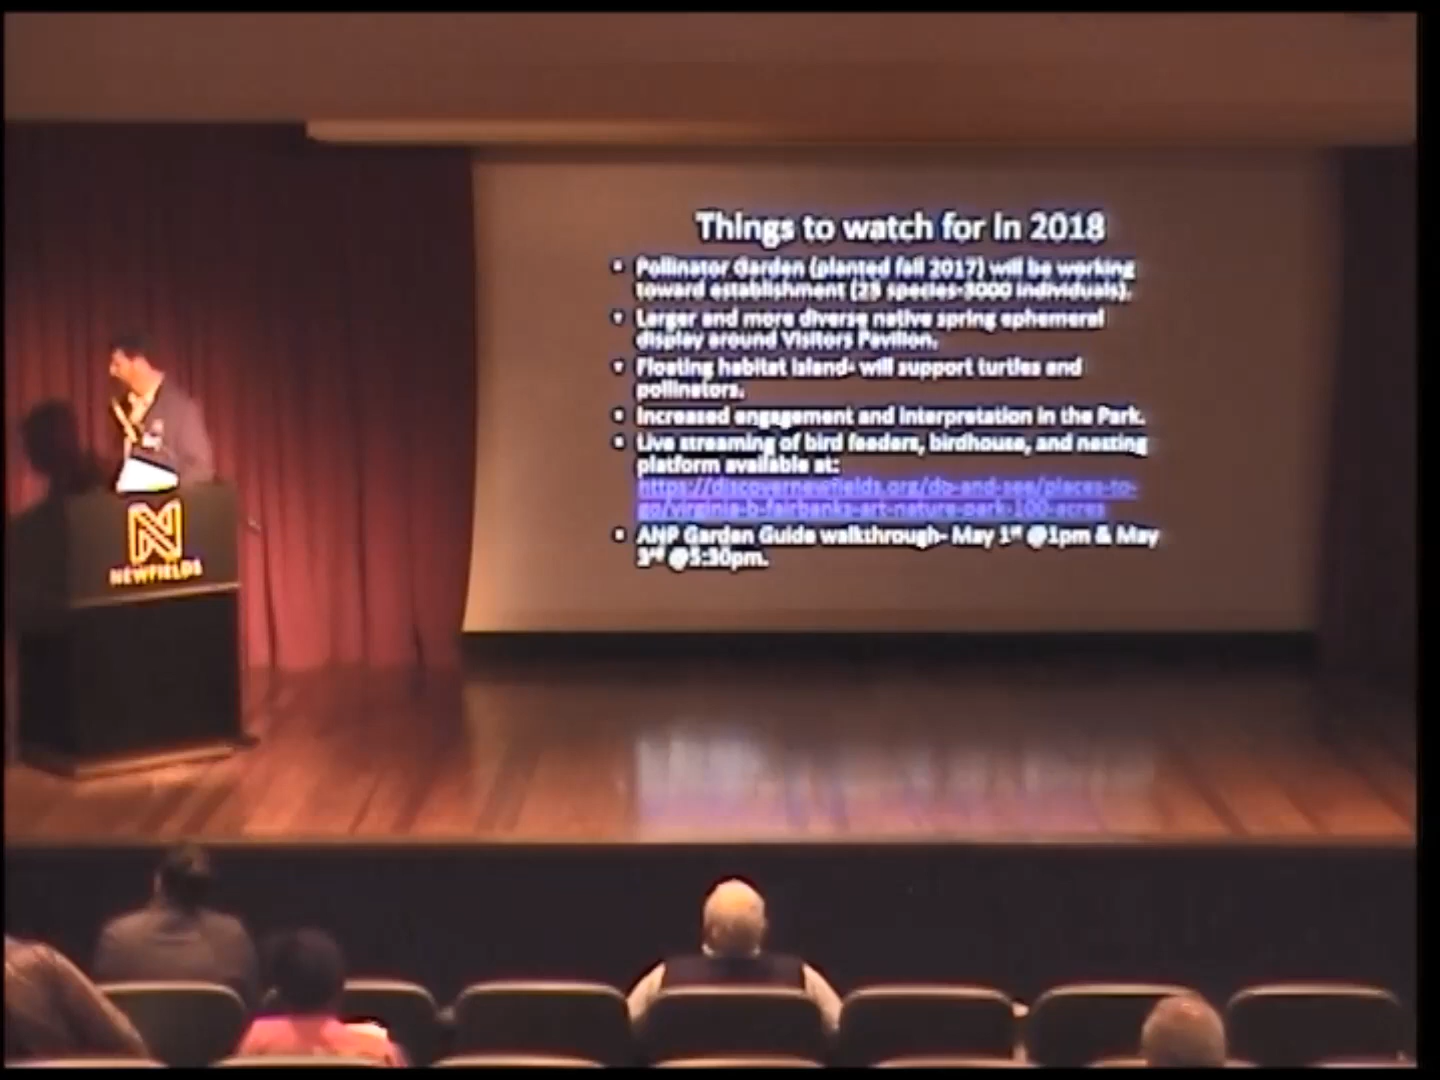 Things to watch for in 2018
• Pollinator Garden (planted fall 2017) will be working
toward establishment (25 species-3000 individuals).
• Larger and more diverse native spring ephemeral
display around Visitors Pavilion.
• Floating habitat island- will support turtles and
pollinators.
• Increased engagement and interpretation in the Park.
• Live streaming of bird feeders, birdhouse, and nesting
platform available at:
https://discovernewfields.org/do-and-see/places-to-
go/virginia-b-fairbanks-art-nature-park-100-acres
• ANP Garden Guide walkthrough- May 1st @1pm & May
3rd @5:30pm.
N
NEWFIELDS